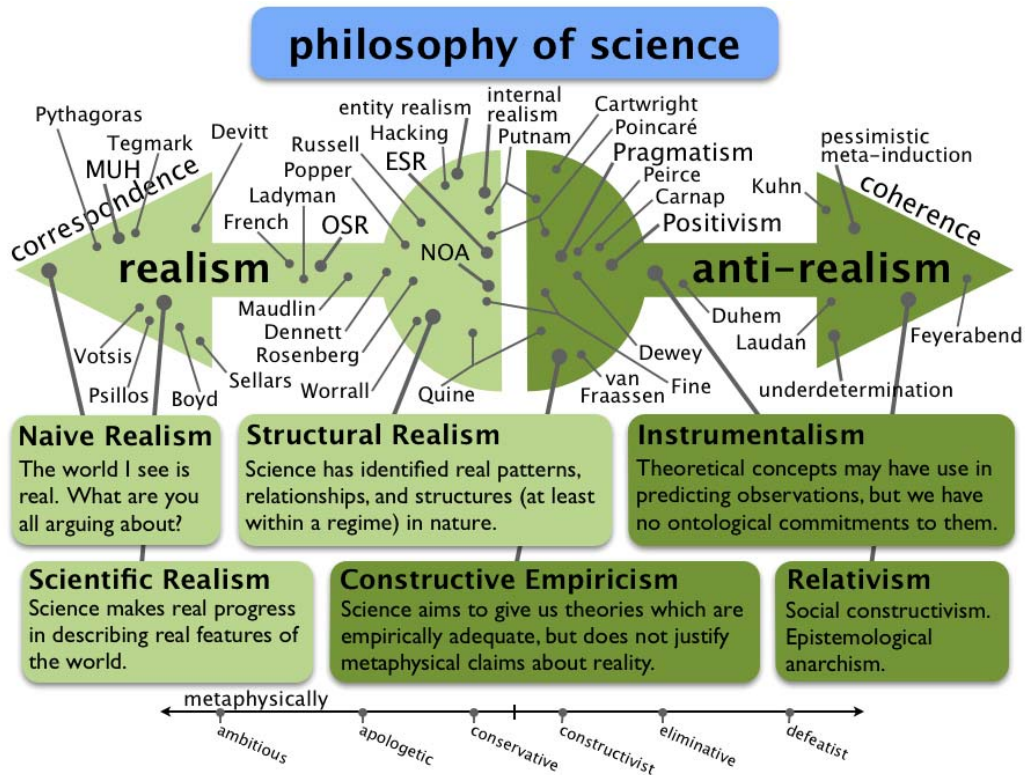 philosophy of science
Pythagoras
Tegmark
MUH
Devitt
correspondence
realism
French
Ladyman
OSR
Russell
Popper
entity realism
Hacking
ESR
internal
realism
Putnam
NOA
Cartwright
Poincaré
Pragmatism
Peirce
Carnap
Positivism
pessimistic
meta-induction
Kuhn
coherence
anti-realism
Votsis
Psillos
Boyd
Sellars
Maudlin
Dennett
Rosenberg
Worrall
Quine
van
Fraassen
Fine
Dewey
Duhem
Laudan
underdetermination
Feyerabend
Naive Realism
The world I see is
real. What are you
all arguing about?
Structural Realism
Science has identified real patterns,
relationships, and structures (at least
within a regime) in nature.
Instrumentalism
Theoretical concepts may have use in
predicting observations, but we have
no ontological commitments to them.
Scientific Realism
Science makes real progress
in describing real features of
the world.
Constructive Empiricism
Science aims to give us theories which are
empirically adequate, but does not justify
metaphysical claims about reality.
Relativism
Social constructivism.
Epistemological
anarchism.
metaphysically
ambitious
apologetic
conservative
constructivist
eliminative
defeatist